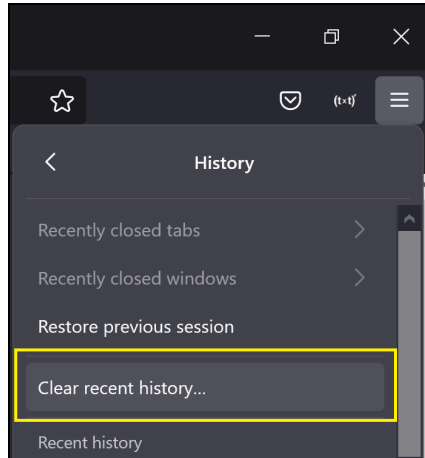 (t×t)
History
Recently closed tabs
Recently closed windows
Restore previous session
Clear recent history...
Recent history